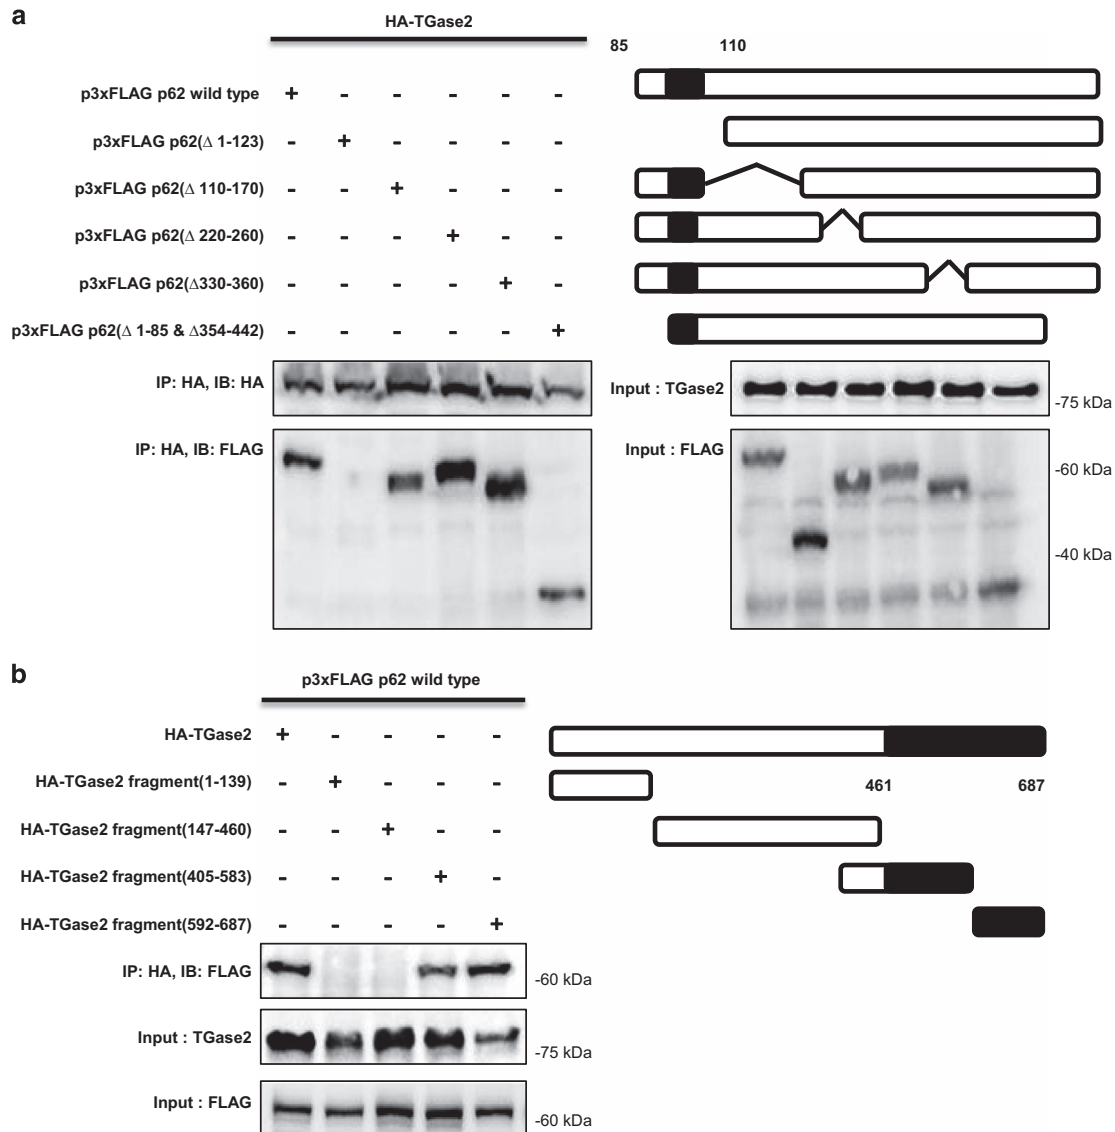 a
HA-TGase2
85 110
p3xFLAG p62 wild type + - - - - -
p3xFLAG p62(Δ 1-123) - + - - - -
p3xFLAG p62(Δ 110-170) - - + - - -
p3xFLAG p62(Δ 220-260) - - - + - -
p3xFLAG p62(Δ330-360) - - - - + -
p3xFLAG p62(Δ 1-85 & Δ354-442) - - - - - +
IP: HA, IB: HA
Input : TGase2
-75 kDa
IP: HA, IB: FLAG
Input : FLAG
-60 kDa
-40 kDa
b
p3xFLAG p62 wild type
HA-TGase2 + - - - -
HA-TGase2 fragment(1-139) - + - - -
461 687
HA-TGase2 fragment(147-460) - - + - -
HA-TGase2 fragment(405-583) - - - + -
HA-TGase2 fragment(592-687) - - - - +
IP: HA, IB: FLAG
-60 kDa
Input : TGase2
-75 kDa
Input : FLAG
-60 kDa